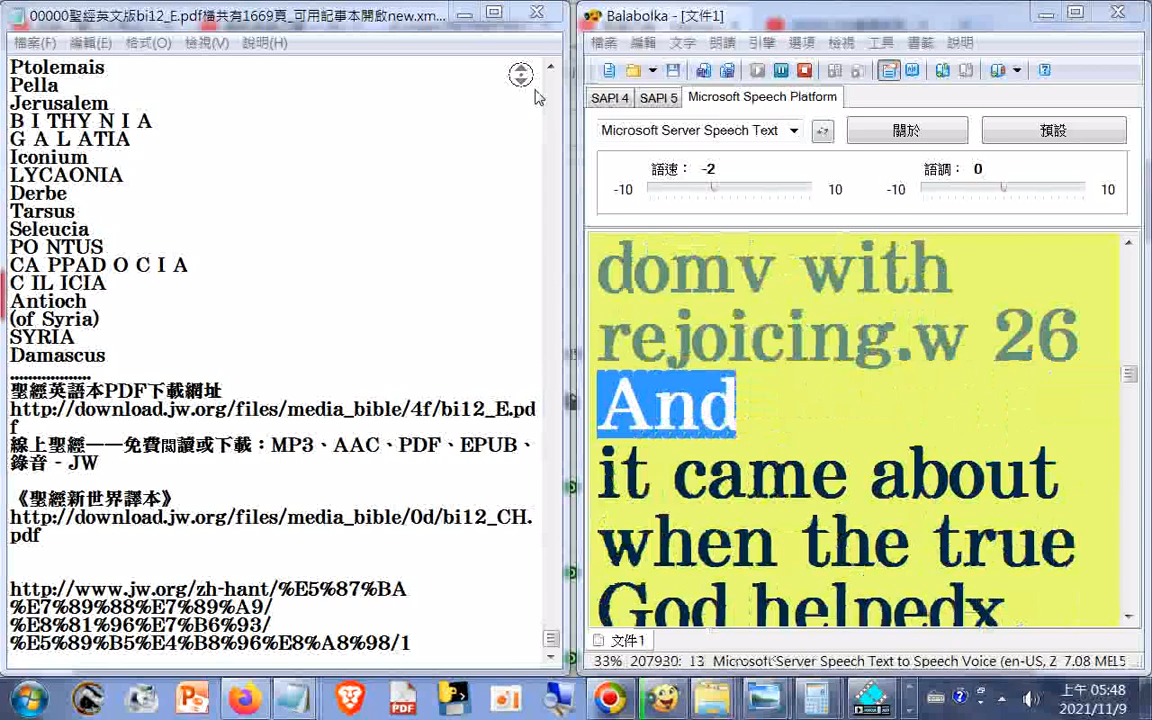 00000聖經英文版bi12_E.pdf檔共有1669頁_可用記事本開啟new.xm...
檔案(F) 編輯(E) 格式(O) 檢視(V) 說明(H)
Ptolemais
Pella
Jerusalem
B I THY N I A
G A L ATIA
Iconium
LYCAONIA
Derbe
Tarsus
Seleucia
PO NTUS
CA PPAD O C I A
C IL ICIA
Antioch
(of Syria)
SYRIA
Damascus
..................
聖經英語本PDF下載網址
http://download.jw.org/files/media_bible/4f/bi12_E.pd
f
線上聖經——免費閱讀或下載：MP3、AAC、PDF、EPUB、
錄音 - JW
《聖經新世界譯本》
http://download.jw.org/files/media_bible/0d/bi12_CH.
pdf
http://www.jw.org/zh-hant/%E5%87%BA
%E7%89%88%E7%89%A9/
%E8%81%96%E7%B6%93/
%E5%89%B5%E4%B8%96%E8%A8%98/1
Balabolka - [文件1]
檔案 編輯 文字 朗讀 引擎 選項 檢視 工具 書籤 說明
SAPI 4 SAPI 5 Microsoft Speech Platform
Microsoft Server Speech Text 關於 預設
語速： -2 語調： 0
-10 10 -10 10
domv with
rejoicing.w 26
And
it came about
when the true
God helpedx
文件1
33% 207930: 13 Microsoft Server Speech Text to Speech Voice (en-US, Z 7.08 МБ15
PDF
上午 05:48
2021/11/9